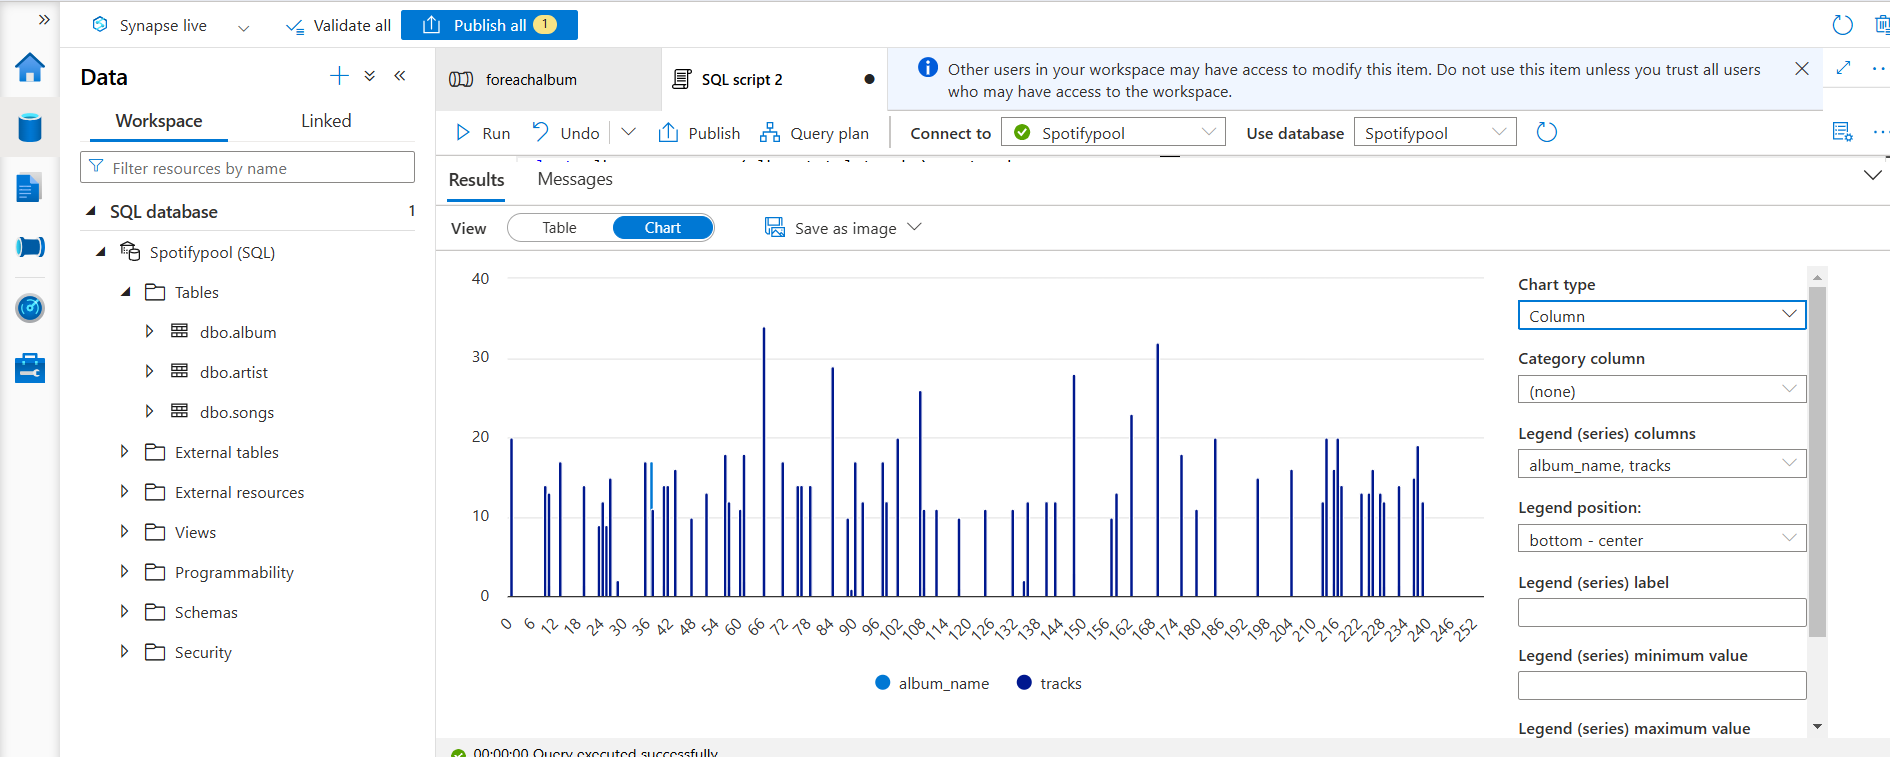 Synapse live
Validate all
Publish all 1
Data
Workspace
Linked
Filter resources by name
SQL database 1
Spotifypool (SQL)
Tables
dbo.album
dbo.artist
dbo.songs
External tables
External resources
Views
Programmability
Schemas
Security
foreachalbum
SQL script 2
Other users in your workspace may have access to modify this item. Do not use this item unless you trust all users
who may have access to the workspace.
Run
Undo
Publish
Query plan
Connect to
Spotifypool
Use database
Spotifypool
Results
Messages
View
Table
Chart
Save as image
40
30
20
10
0
0 6 12 18 24 30 36 42 48 54 60 66 72 78 84 90 96 102 108 114 120 126 132 138 144 150 156 162 168 174 180 186 192 198 204 210 216 222 228 234 240 246 252
album_name
tracks
Chart type
Column
Category column
(none)
Legend (series) columns
album_name, tracks
Legend position:
bottom - center
Legend (series) label
Legend (series) minimum value
Legend (series) maximum value
00:00:00 Query executed successfully